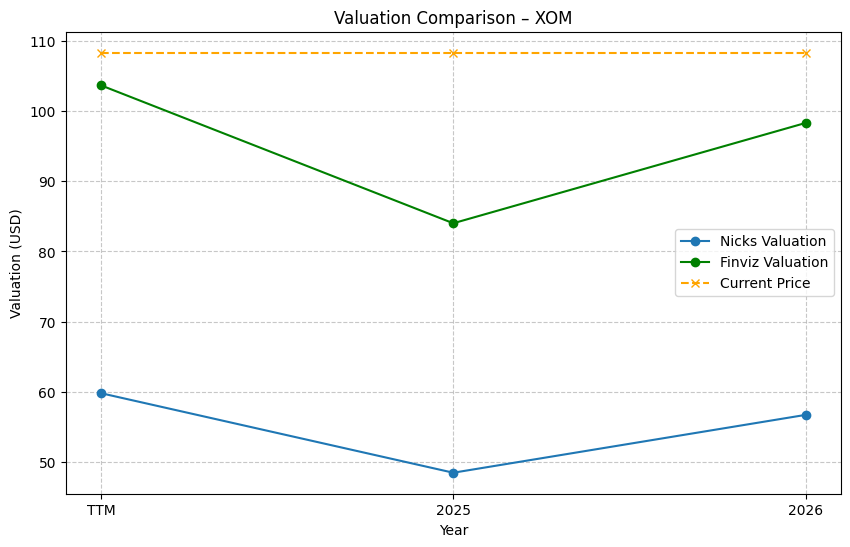 Valuation Comparison – XOM
110
100
90
80
70
60
50
Valuation (USD)
Nicks Valuation
Finviz Valuation
Current Price
TTM
2025
2026
Year